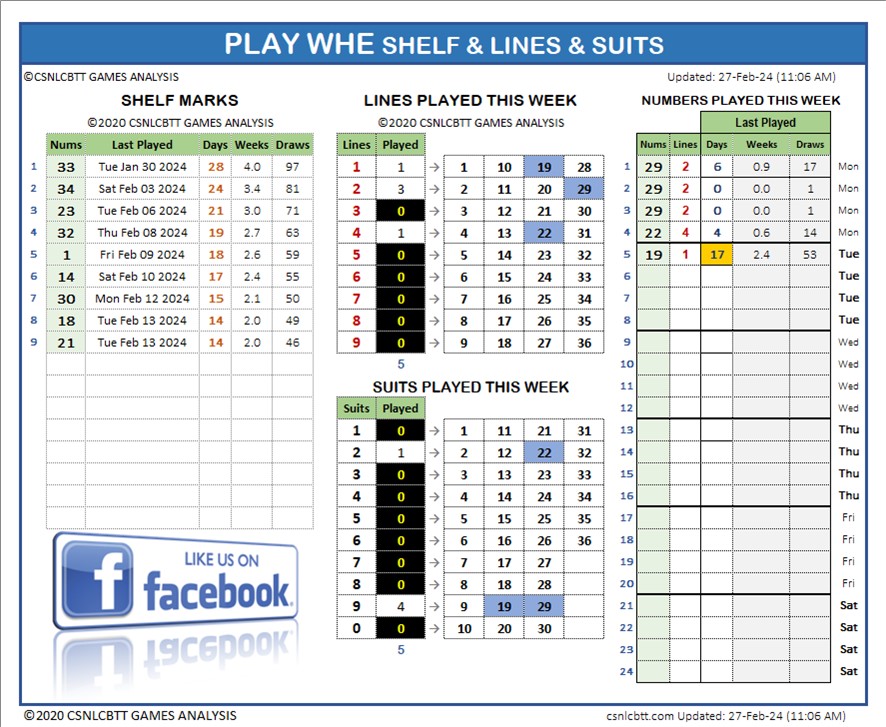 PLAY WHE SHELF & LINES & SUITS
©CSNLCBTT GAMES ANALYSIS
Updated: 27-Feb-24 (11:06 AM)
SHELF MARKS
©2020 CSNLCBTT GAMES ANALYSIS
Nums Last Played Days Weeks Draws
1 33 Tue Jan 30 2024 28 4.0 97
2 34 Sat Feb 03 2024 24 3.4 81
3 23 Tue Feb 06 2024 21 3.0 71
4 32 Thu Feb 08 2024 19 2.7 63
5 1 Fri Feb 09 2024 18 2.6 59
6 14 Sat Feb 10 2024 17 2.4 55
7 30 Mon Feb 12 2024 15 2.1 50
8 18 Tue Feb 13 2024 14 2.0 49
9 21 Tue Feb 13 2024 14 2.0 46
LIKE US ON
f facebook.
LINES PLAYED THIS WEEK
©2020 CSNLCBTT GAMES ANALYSIS
Lines Played
1 1 → 1 10 19 28
2 3 → 2 11 20 29
3 0 → 3 12 21 30
4 1 → 4 13 22 31
5 0 → 5 14 23 32
6 0 → 6 15 24 33
7 0 → 7 16 25 34
8 0 → 8 17 26 35
9 0 → 9 18 27 36
5
SUITS PLAYED THIS WEEK
Suits Played
1 0 → 1 11 21 31
2 1 → 2 12 22 32
3 0 → 3 13 23 33
4 0 → 4 14 24 34
5 0 → 5 15 25 35
6 0 → 6 16 26 36
7 0 → 7 17 27
8 0 → 8 18 28
9 4 → 9 19 29
0 0 → 10 20 30
5
NUMBERS PLAYED THIS WEEK
Last Played
Nums Lines Days Weeks Draws
1 29 2 6 0.9 17 Mon
2 29 2 0 0.0 1 Mon
3 29 2 0 0.0 1 Mon
4 22 4 4 0.6 14 Mon
5 19 1 17 2.4 53 Tue
6 Tue
7 Tue
8 Tue
9 Wed
10 Wed
11 Wed
12 Wed
13 Thu
14 Thu
15 Thu
16 Thu
17 Fri
18 Fri
19 Fri
20 Fri
21 Sat
22 Sat
23 Sat
24 Sat
©2020 CSNLCBTT GAMES ANALYSIS
csnlcbtt.com Updated: 27-Feb-24 (11:06 AM)